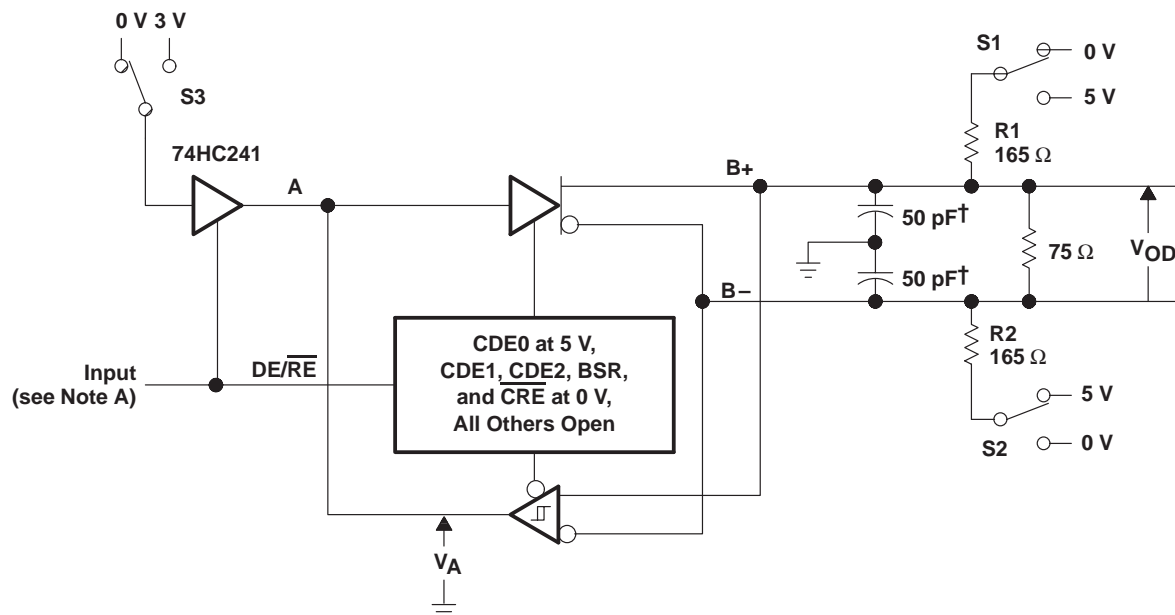 0 V 3 V
S3
74HC241
A
B+
B−
S1
0 V
5 V
R1
165 Ω
50 pF†
50 pF†
75 Ω
VOD
R2
165 Ω
5 V
0 V
S2
Input
(see Note A)
DE/RE
CDE0 at 5 V,
CDE1, CDE2, BSR,
and CRE at 0 V,
All Others Open
VA